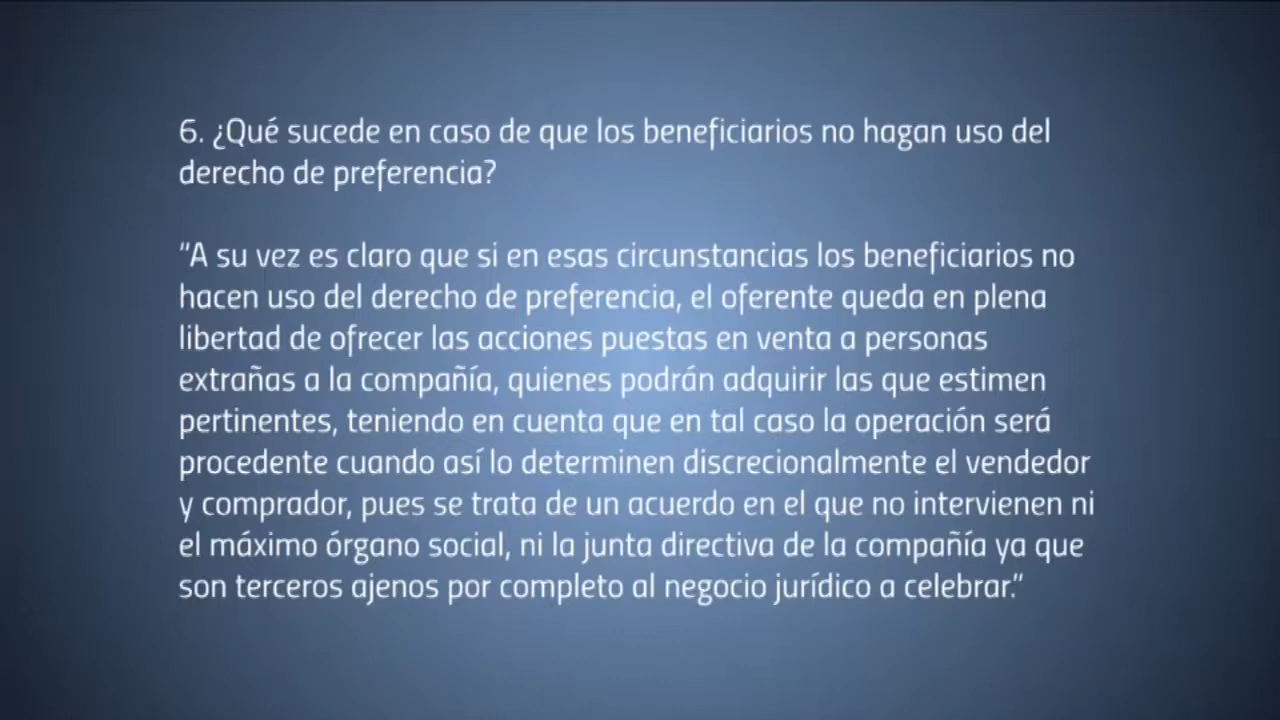 6. ¿Qué sucede en caso de que los beneficiarios no hagan uso del
derecho de preferencia?
“A su vez es claro que si en esas circunstancias los beneficiarios no
hacen uso del derecho de preferencia, el oferente queda en plena
libertad de ofrecer las acciones puestas en venta a personas
extrañas a la compañía, quienes podrán adquirir las que estimen
pertinentes, teniendo en cuenta que en tal caso la operación será
procedente cuando así lo determinen discrecionalmente el vendedor
y comprador, pues se trata de un acuerdo en el que no intervienen ni
el máximo órgano social, ni la junta directiva de la compañía ya que
son terceros ajenos por completo al negocio jurídico a celebrar.“